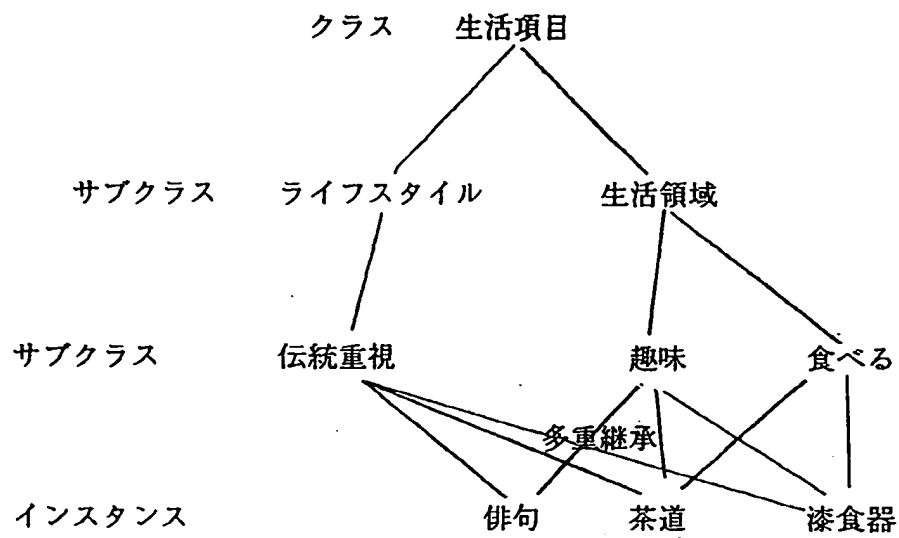 クラス 生活項目
サブクラス ライフスタイル 生活領域
サブクラス 伝統重視 趣味 食べる
多重継承
インスタンス 俳句 茶道 漆食器